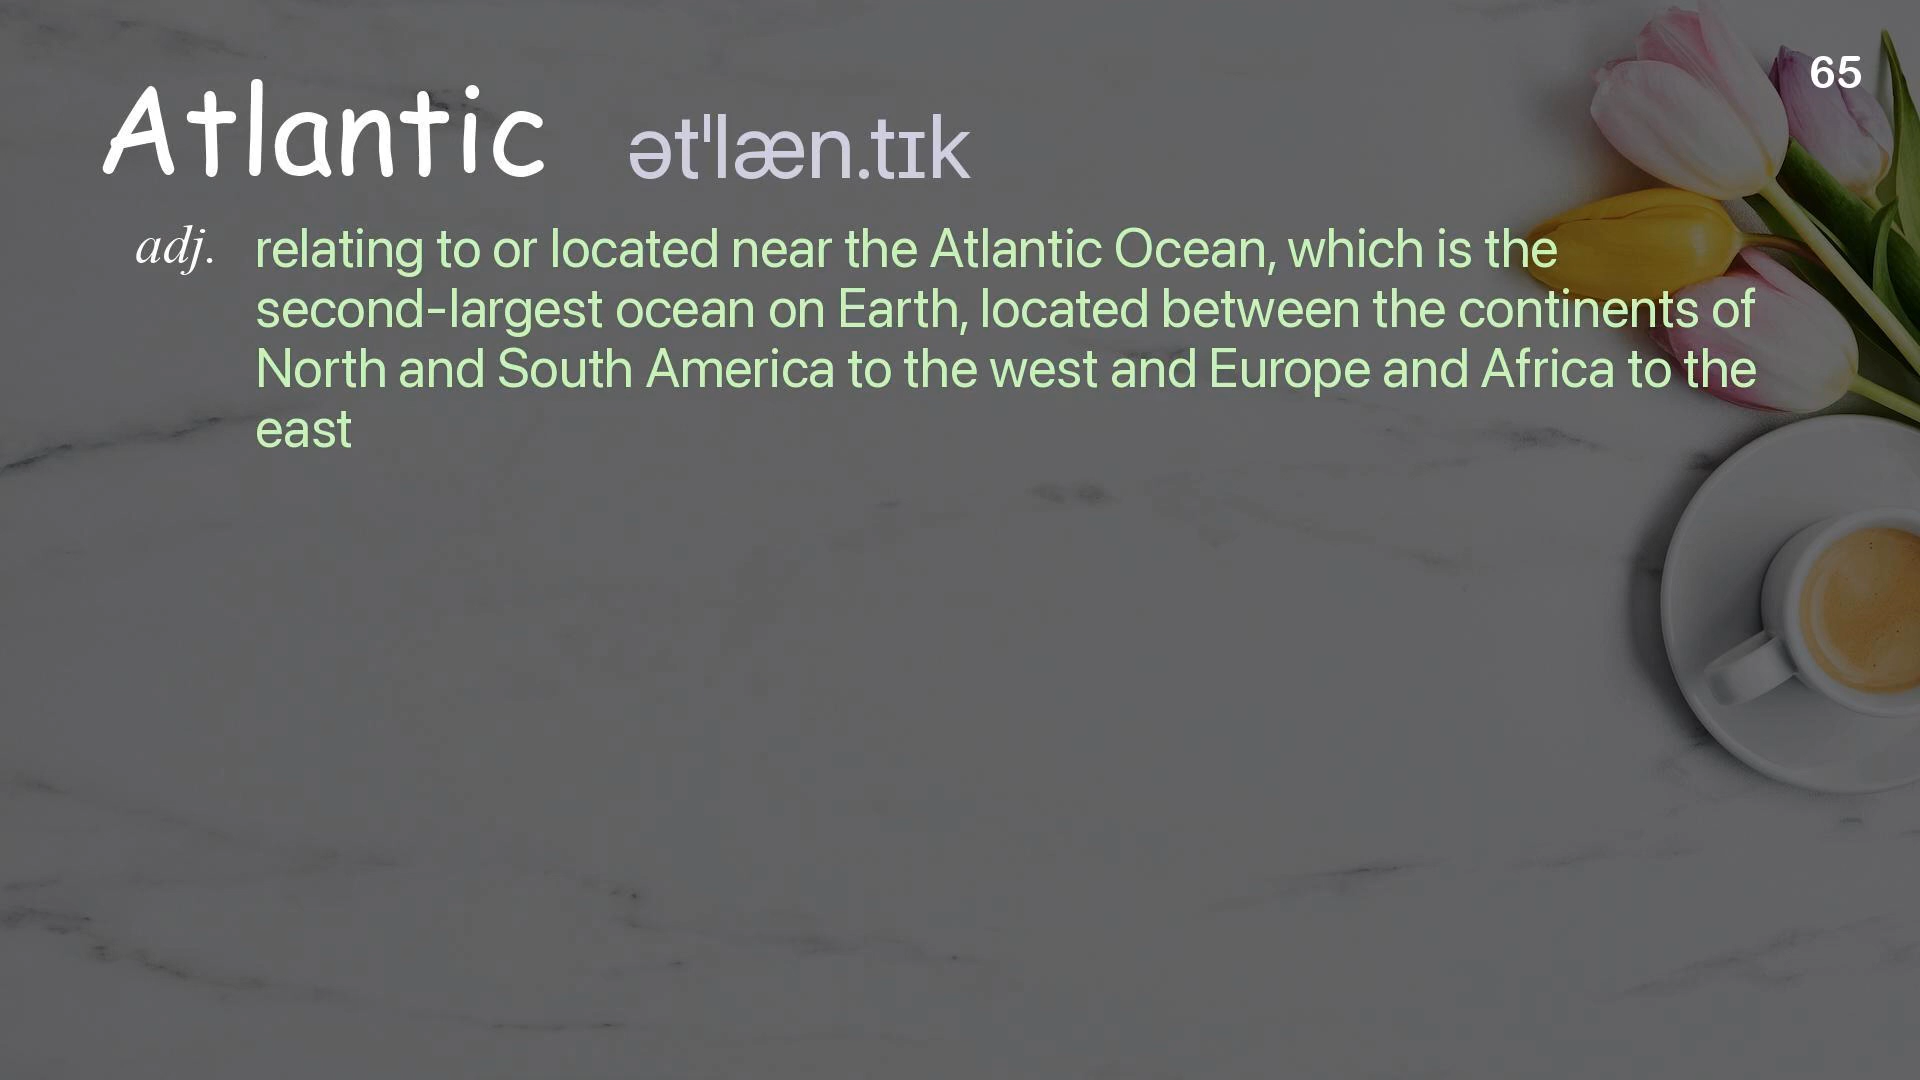 65
Atlantic ətˈlæn.tɪk
adj. relating to or located near the Atlantic Ocean, which is the
second-largest ocean on Earth, located between the continents of
North and South America to the west and Europe and Africa to the
east